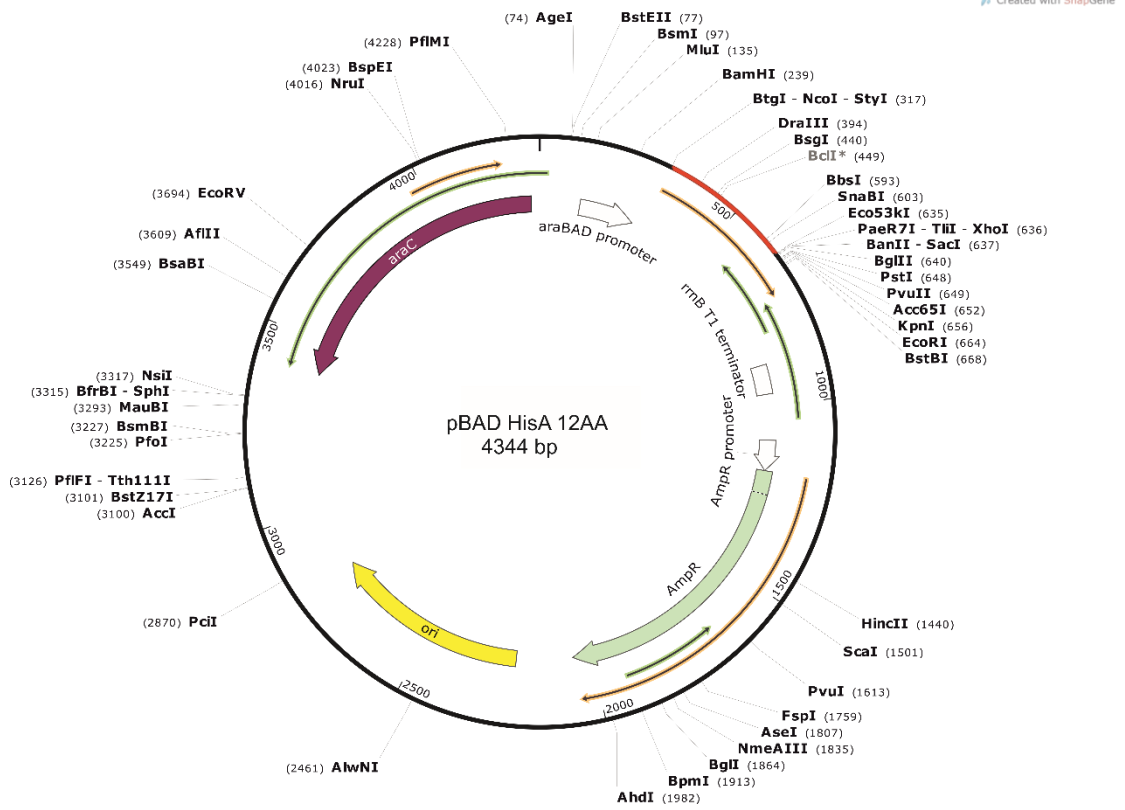 Created with SnapGene
(74) AgeI
BstEII (77)
BsmI (97)
MluI (135)
BamHI (239)
BtgI - NcoI - StyI (317)
DraIII (394)
BsgI (440)
BclI* (449)
BbsI (593)
SnaBI (603)
Eco53kI (635)
PaeR7I - TliI - XhoI (636)
BanII - SacI (637)
BglII (640)
PstI (648)
PvuII (649)
Acc65I (652)
KpnI (656)
EcoRI (664)
BstBI (668)
HincII (1440)
ScaI (1501)
PvuI (1613)
FspI (1759)
AseI (1807)
NmeAIII (1835)
BglI (1864)
BpmI (1913)
AhdI (1982)
(2461) AlwNI
(2870) PciI
(3100) AccI
(3101) BstZ17I
(3126) PflFI - Tth111I
(3225) PfoI
(3227) BsmBI
(3293) MauBI
(3315) BfrBI - SphI
(3317) NsiI
(3549) BsaBI
(3609) AflII
(3694) EcoRV
(4016) NruI
(4023) BspEI
(4228) PflMI
500
1000
1500
2000
2500
3000
3500
4000
araBAD promoter
rrnB T1 terminator
AmpR promoter
AmpR
ori
araC
pBAD HisA 12AA
4344 bp